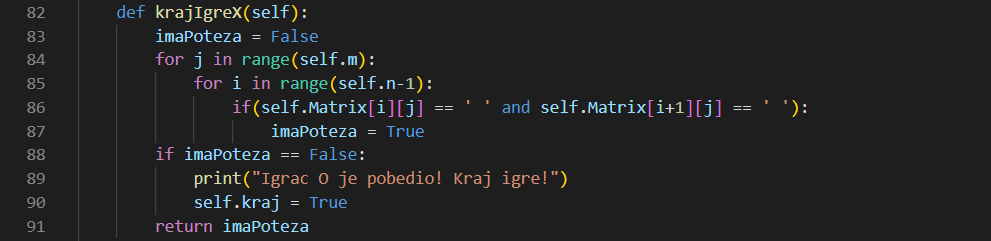 82 def krajIgreX(self):
83 imaPoteza = False
84 for j in range(self.m):
85 for i in range(self.n-1):
86 if(self.Matrix[i][j] == ' ' and self.Matrix[i+1][j] == ' '):
87 imaPoteza = True
88 if imaPoteza == False:
89 print("Igrac O je pobedio! Kraj igre!")
90 self.kraj = True
91 return imaPoteza